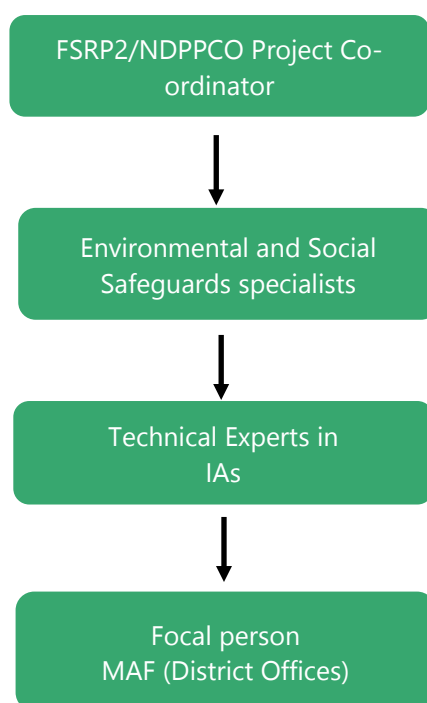 FSRP2/NDPPCO Project Co-
ordinator
Environmental and Social
Safeguards specialists
Technical Experts in
IAs
Focal person
MAF (District Offices)